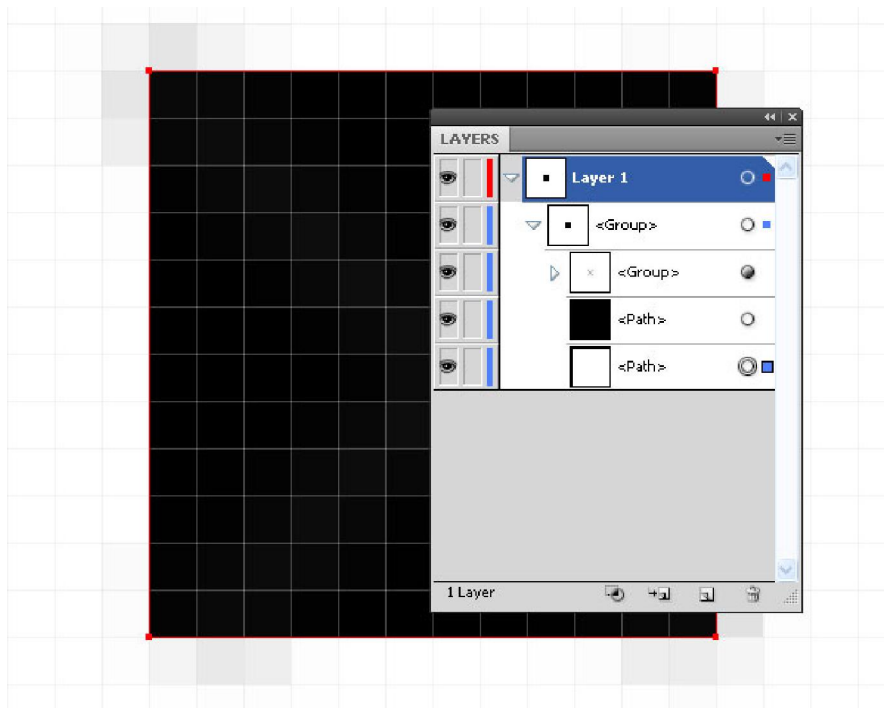 LAYERS
Layer 1
<Group>
<Group>
<Path>
<Path>
1 Layer